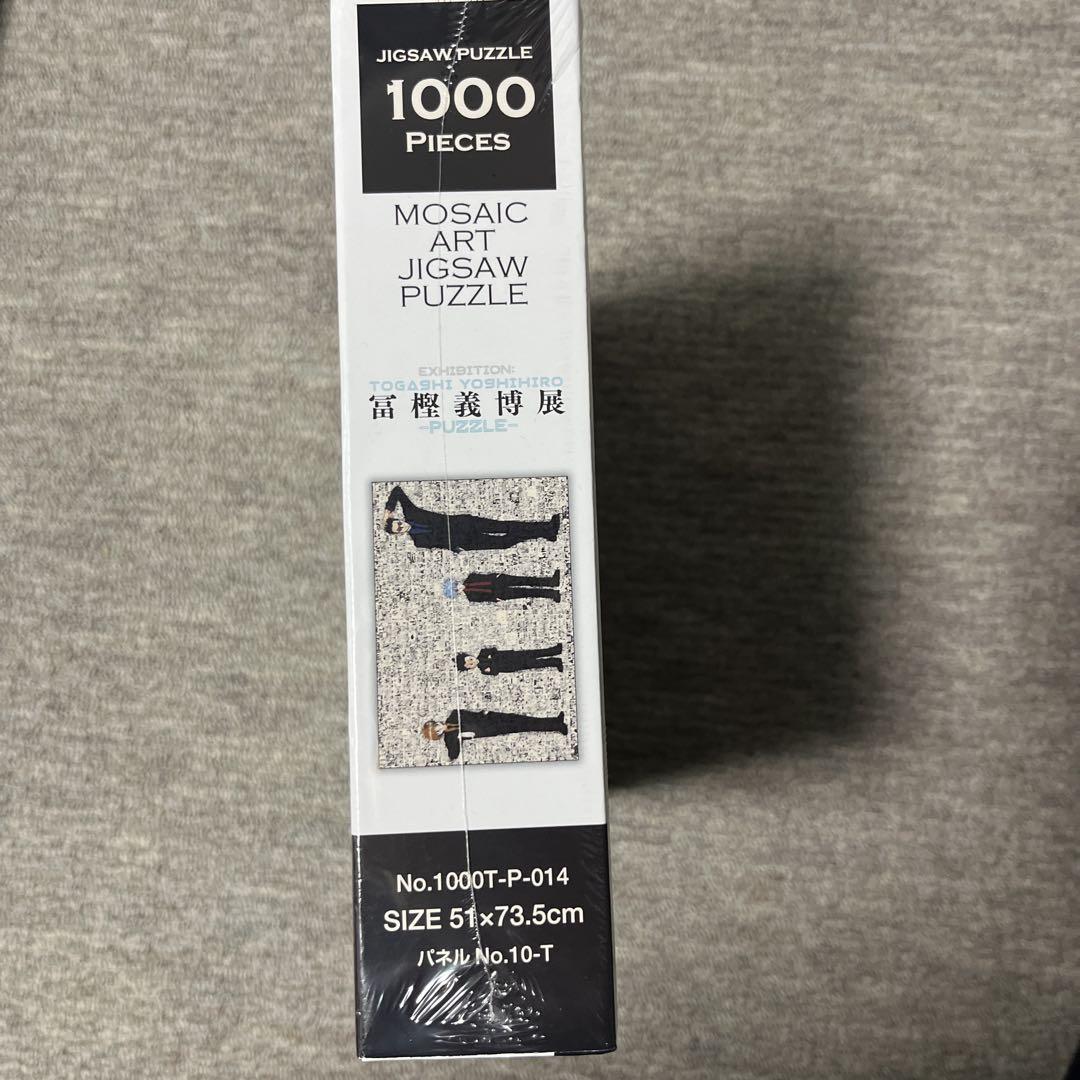 JIGSAW PUZZLE
1000
PIECES
MOSAIC
ART
JIGSAW
PUZZLE
EXHIBITION:
TOGASHI YOSHIHIRO
冨樫義博展
-PUZZLE-
No.1000T-P-014
SIZE 51×73.5cm
パネル No.10-T